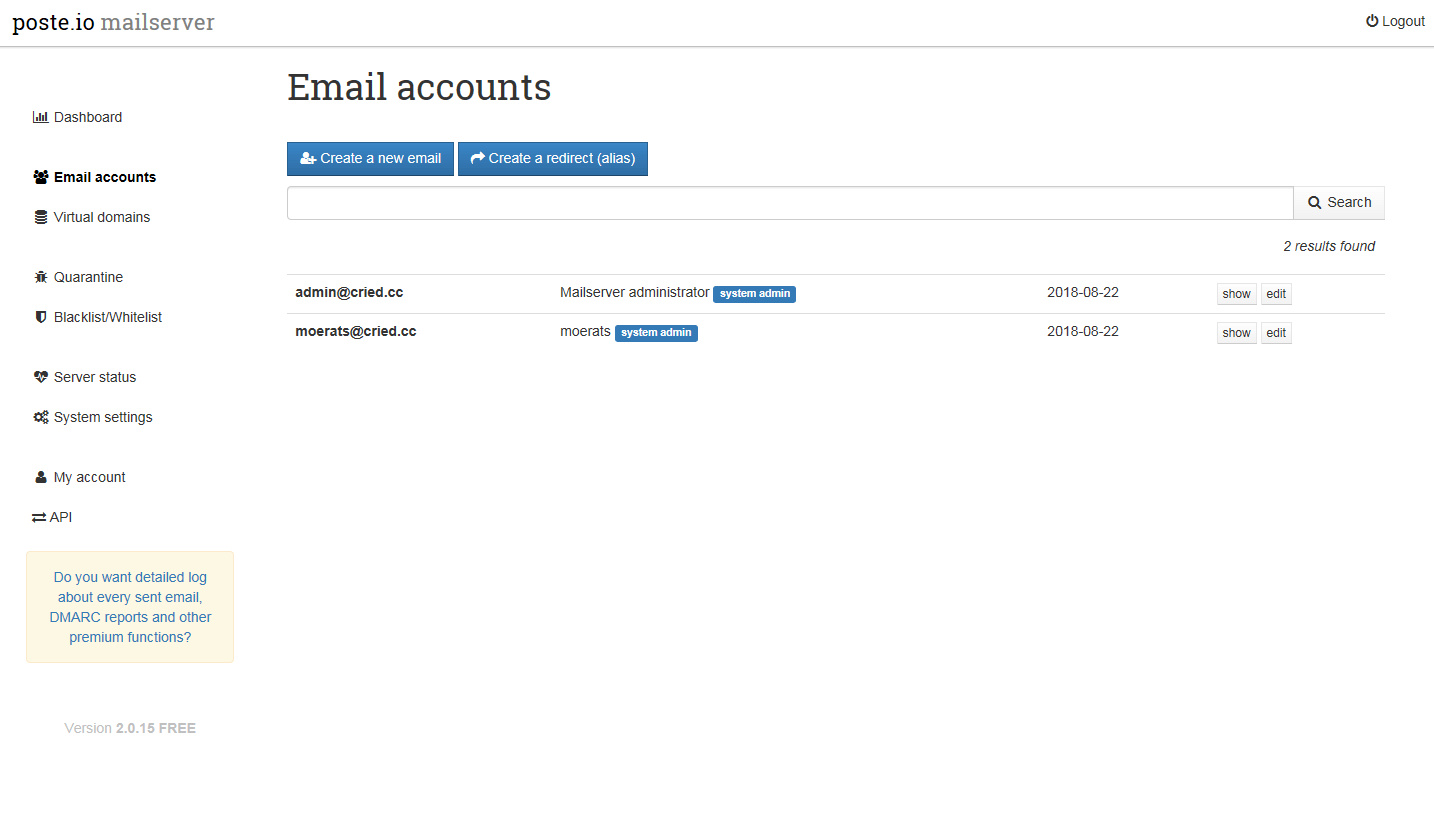 poste.io mailserver
Logout
Email accounts
Dashboard
Create a new email
Create a redirect (alias)
Email accounts
Search
Virtual domains
2 results found
Quarantine
admin@cried.cc Mailserver administrator system admin 2018-08-22 show edit
Blacklist/Whitelist
moerats@cried.cc moerats system admin 2018-08-22 show edit
Server status
System settings
My account
API
Do you want detailed log
about every sent email,
DMARC reports and other
premium functions?
Version 2.0.15 FREE